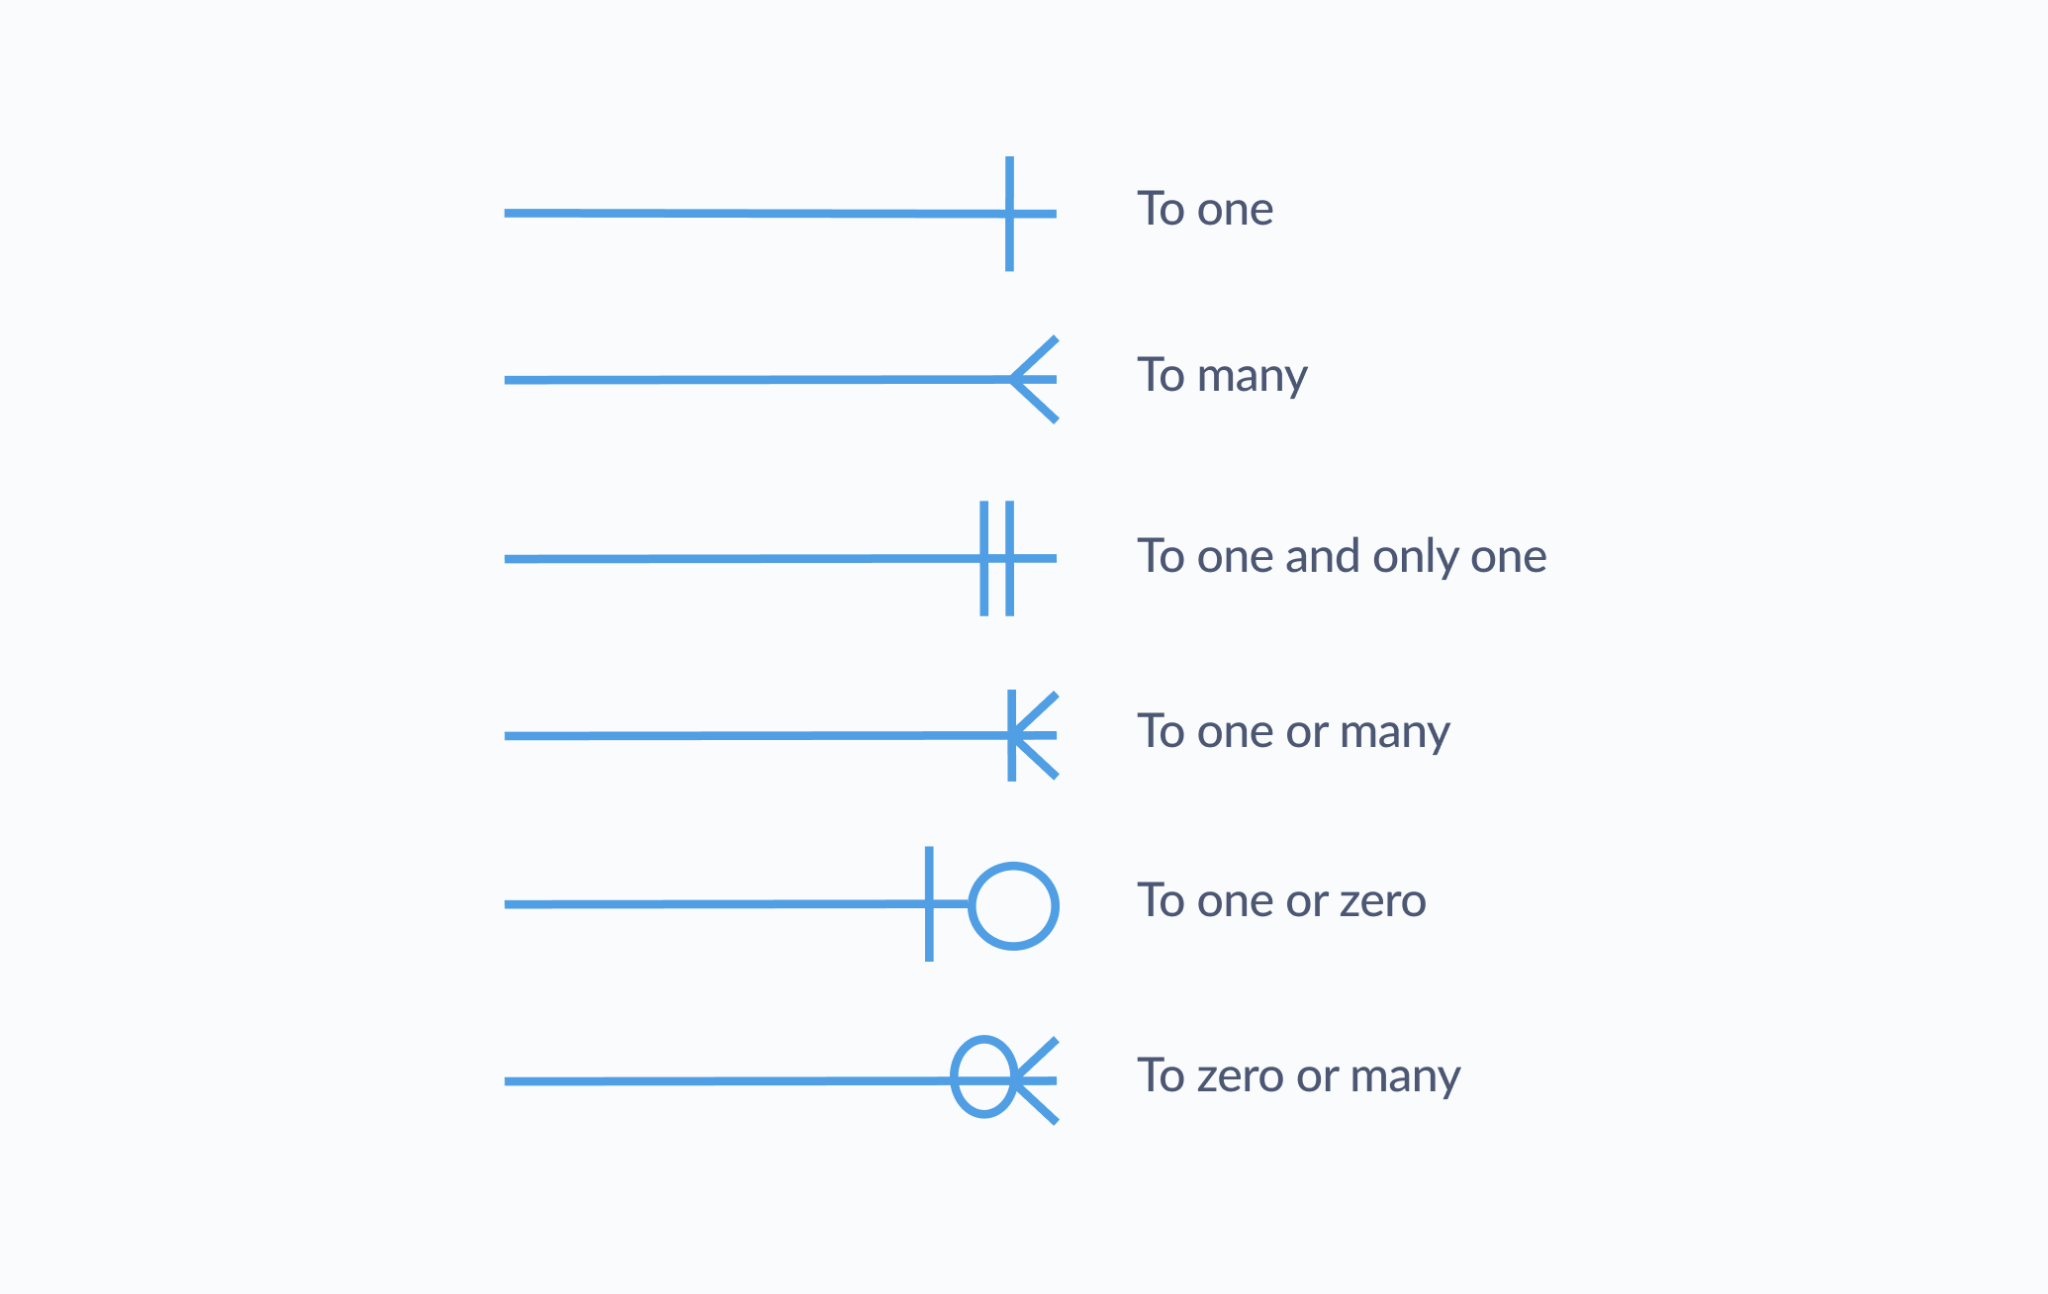 To one
To many
To one and only one
To one or many
To one or zero
To zero or many